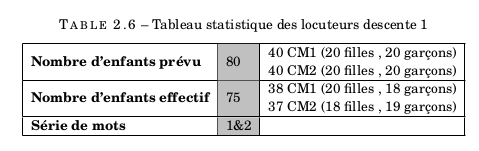 TABLE 2.6 – Tableau statistique des locuteurs descente 1
Nombre d'enfants prévu 80 40 CM1 (20 filles , 20 garçons)
40 CM2 (20 filles , 20 garçons)
Nombre d'enfants effectif 75 38 CM1 (20 filles , 18 garçons)
37 CM2 (18 filles , 19 garçons)
Série de mots 1&2